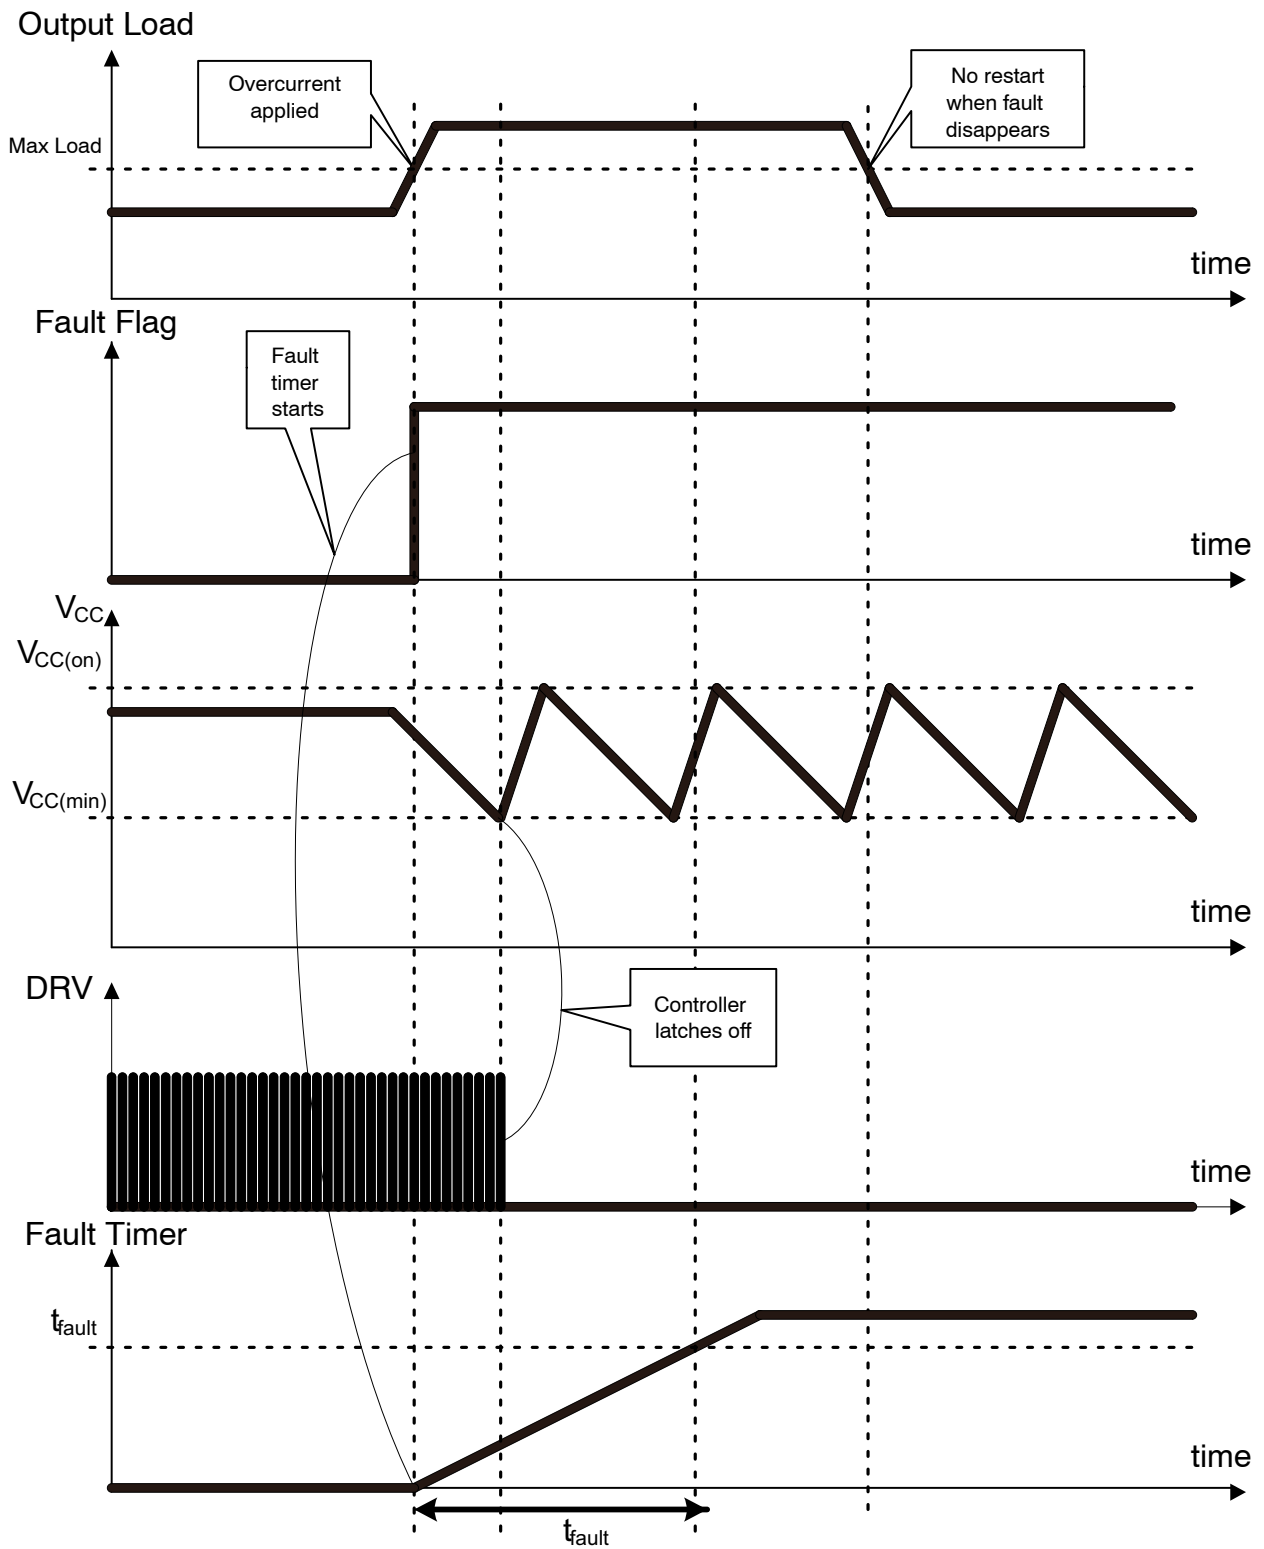 Output Load
Overcurrent
applied
No restart
when fault
disappears
Max Load
time
Fault Flag
Fault
timer
starts
time
VCC
VCC(on)
VCC(min)
time
DRV
Controller
latches off
time
Fault Timer
tfault
time
tfault